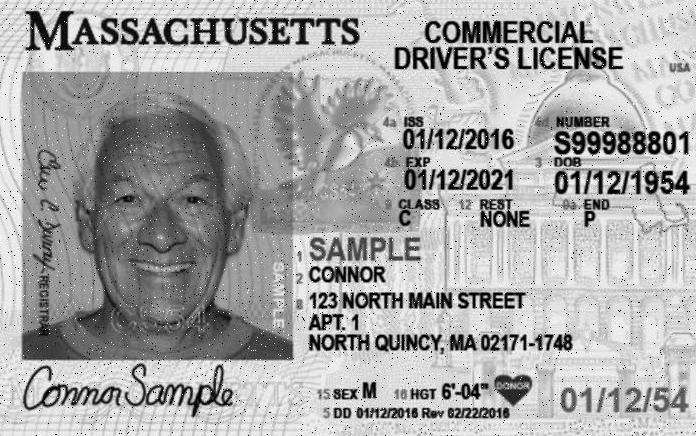 MASSACHUSETTS
COMMERCIAL
DRIVER'S LICENSE
USA
4a ISS
01/12/2016
4d NUMBER
S99988801
4b EXP
01/12/2021
3 DOB
01/12/1954
9 CLASS
C
12 REST
NONE
9a END
P
1 SAMPLE
2 CONNOR
8 123 NORTH MAIN STREET
APT. 1
NORTH QUINCY, MA 02171-1748
15 SEX M
16 HGT 6'-04"
DONOR
01/12/54
5 DD 01/12/2016 Rev 02/22/2016
REGISTRAR
SAMPLE
Connor Sample